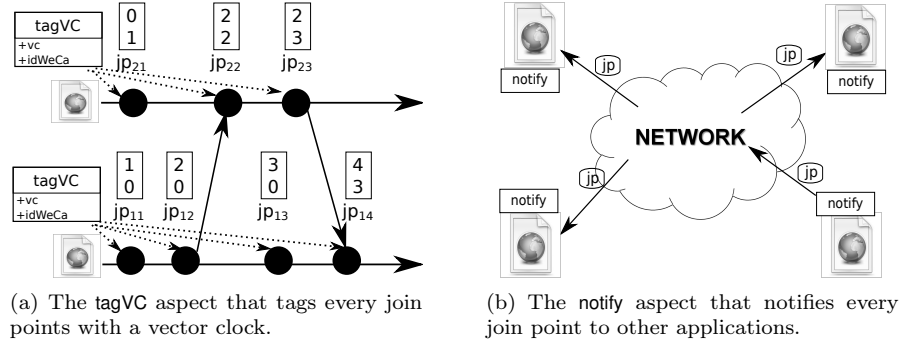 tagVC
+vc
+idWeCa
0
1
jp21
2
2
jp22
2
3
jp23
tagVC
+vc
+idWeCa
1
0
jp11
2
0
jp12
3
0
jp13
4
3
jp14
(a) The tagVC aspect that tags every join
points with a vector clock.
notify
jp
jp
notify
NETWORK
jp
jp
notify
notify
(b) The notify aspect that notifies every
join point to other applications.